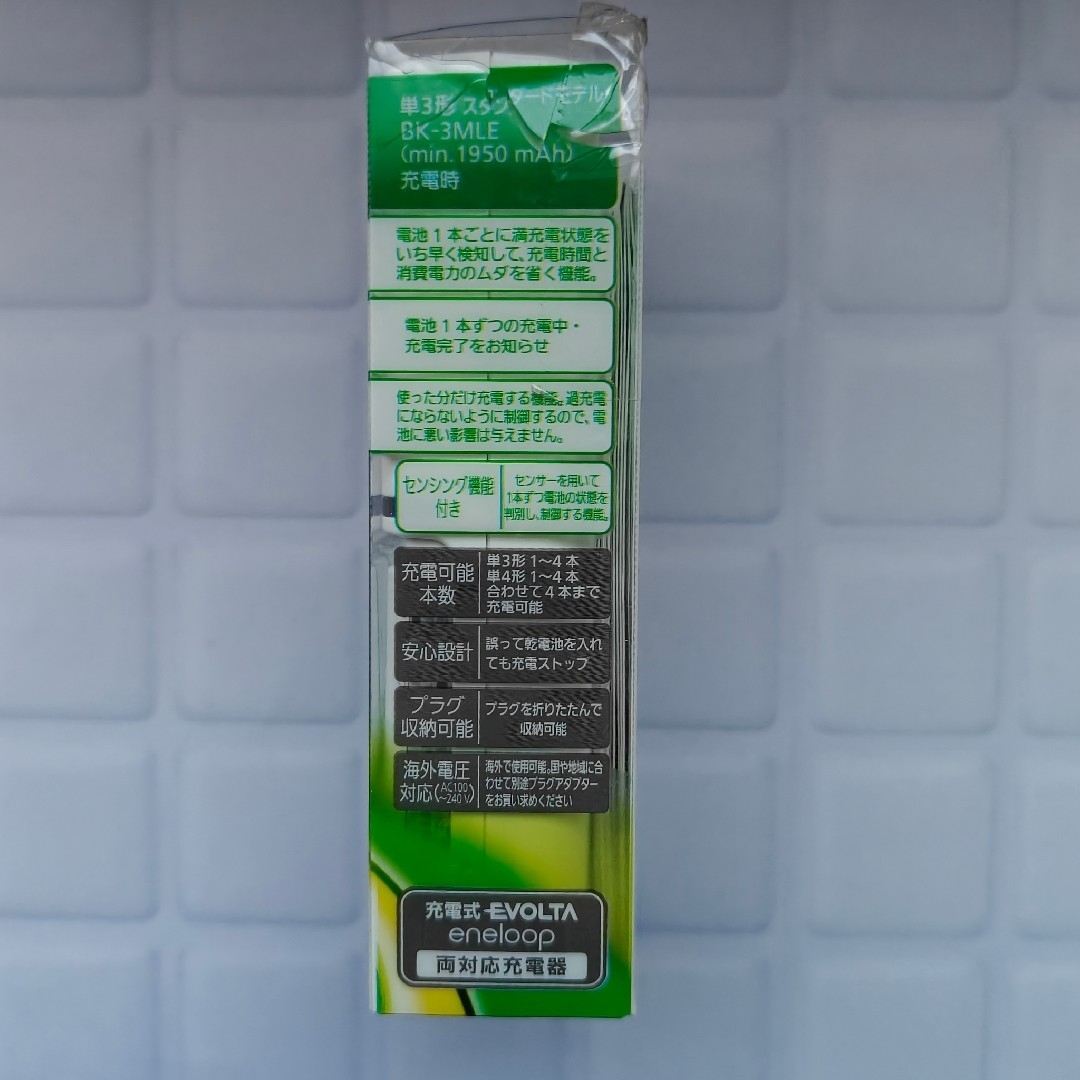 単3形 スタンダードモデル
BK-3MLE
(min.1950 mAh)
充電時
電池1本ごとに満充電状態を
いち早く検知して、充電時間と
消費電力のムダを省く機能。
電池1本ずつの充電中・
充電完了をお知らせ
使った分だけ充電する機能。過充電
にならないように制御するので、電
池に悪い影響は与えません。
センシング機能
付き
センサーを用いて
1本ずつ電池の状態を
判別し、制御する機能。
充電可能
本数
単3形1〜4本
単4形1〜4本
合わせて4本まで
充電可能
安心設計
誤って乾電池を入れ
ても充電ストップ
プラグ
収納可能
プラグを折りたたんで
収納可能
海外電圧
対応(AC100〜240V)
海外で使用可能。国や地域に合
わせて別途プラグアダプター
をお買い求めください
充電式 EVOLTA
eneloop
両対応充電器